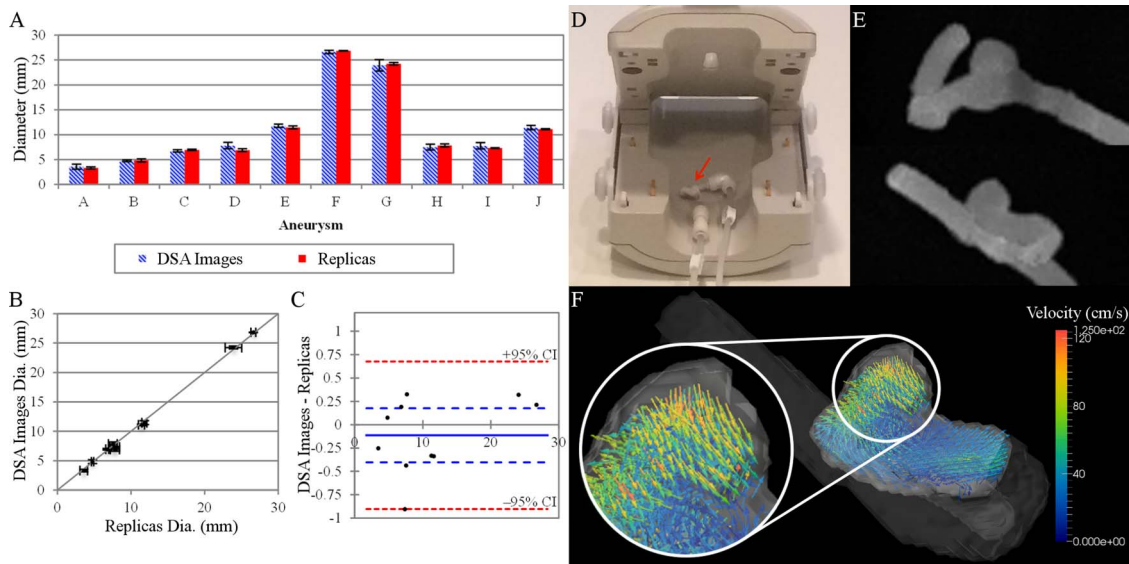 A
Diameter (mm)
30
25
20
15
10
5
0
A B C D E F G H I J
Aneurysm
DSA Images Replicas
B
DSA Images Dia. (mm)
30
25
20
15
10
5
0
0 10 20 30
Replicas Dia. (mm)
C
DSA Images - Replicas
1
0.75
0.5
0.25
0
-0.25
-0.5
-0.75
-1
+95% CI
10 20 30
–95% CI
D
E
F
Velocity (cm/s)
1.250e+02
120
80
40
0.000e+00